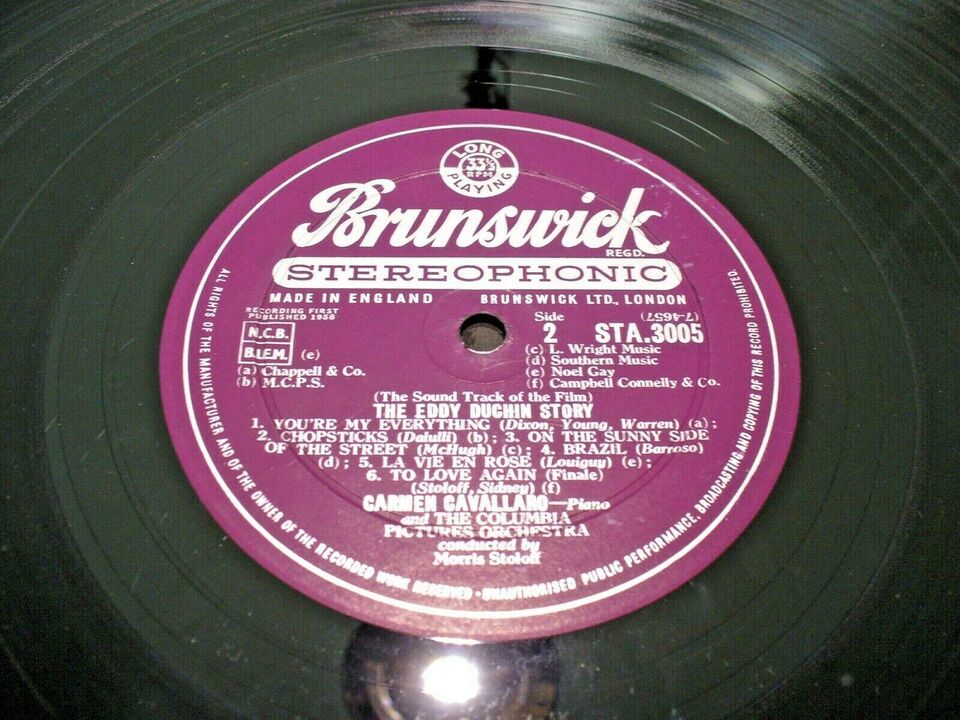 LONG
33⅓
RPM
PLAYING
Brunswick
REGD.
STEREOPHONIC
MADE IN ENGLAND BRUNSWICK LTD., LONDON
RECORDING FIRST
PUBLISHED 1958
Side
2
(7-4657)
STA.3005
N.C.B.
B.I.E.M. (e)
(a) Chappell & Co.
(b) M.C.P.S.
(c) L. Wright Music
(d) Southern Music
(e) Noel Gay
(f) Campbell Connelly & Co.
(The Sound Track of the Film)
THE EDDY DUCHIN STORY
1. YOU'RE MY EVERYTHING (Dixon, Young, Warren) (a);
2. CHOPSTICKS (Dalulli) (b); 3. ON THE SUNNY SIDE
OF THE STREET (McHugh) (c); 4. BRAZIL (Barroso)
(d); 5. LA VIE EN ROSE (Louiguy) (e);
6. TO LOVE AGAIN (Finale)
(Stoloff, Sidney) (f)
CARMEN CAVALLARO—Piano
and THE COLUMBIA
PICTURES ORCHESTRA
conducted by
Morris Stoloff
ALL RIGHTS OF THE MANUFACTURER AND OF THE OWNER OF THE RECORDED WORK RESERVED · UNAUTHORISED PUBLIC PERFORMANCE, BROADCASTING AND COPYING OF THIS RECORD PROHIBITED.